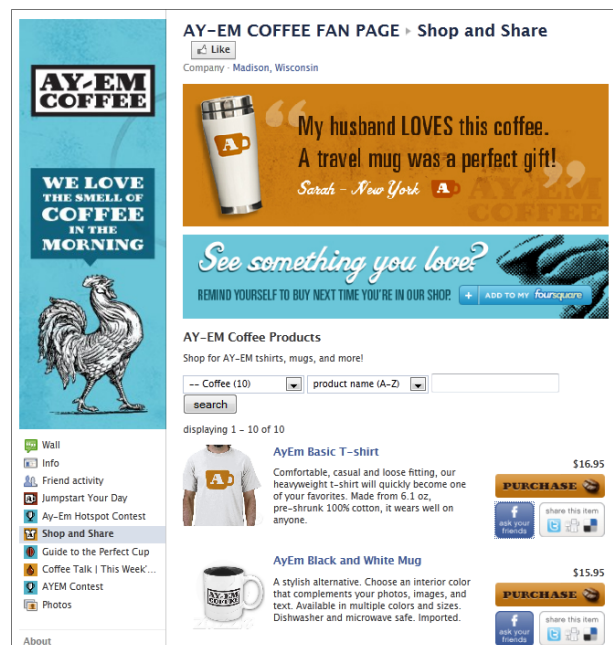 AY-EM
COFFEE
WE LOVE
THE SMELL OF
COFFEE
IN THE
MORNING
Wall
Info
Friend activity
Jumpstart Your Day
Ay-Em Hotspot Contest
Shop and Share
Guide to the Perfect Cup
Coffee Talk | This Week'...
AYEM Contest
Photos
About
AY-EM COFFEE FAN PAGE ▸ Shop and Share
Like
Company · Madison, Wisconsin
“My husband LOVES this coffee.
A travel mug was a perfect gift!”
Sarah - New York
A
A
AY-EM
COFFEE
See something you love?
REMIND YOURSELF TO BUY NEXT TIME YOU'RE IN OUR SHOP.
+ ADD TO MY foursquare
AY-EM Coffee Products
Shop for AY-EM tshirts, mugs, and more!
-- Coffee (10)
product name (A-Z)
search
displaying 1 - 10 of 10
A
AyEm Basic T-shirt
Comfortable, casual and loose fitting, our
heavyweight t-shirt will quickly become one
of your favorites. Made from 6.1 oz,
pre-shrunk 100% cotton, it wears well on
anyone.
$16.95
PURCHASE
f
ask your
friends
share this item
AY-EM
COFFEE
AyEm Black and White Mug
A stylish alternative. Choose an interior color
that complements your photos, images, and
text. Available in multiple colors and sizes.
Dishwasher and microwave safe. Imported.
$15.95
PURCHASE
f
ask your
friends
share this item